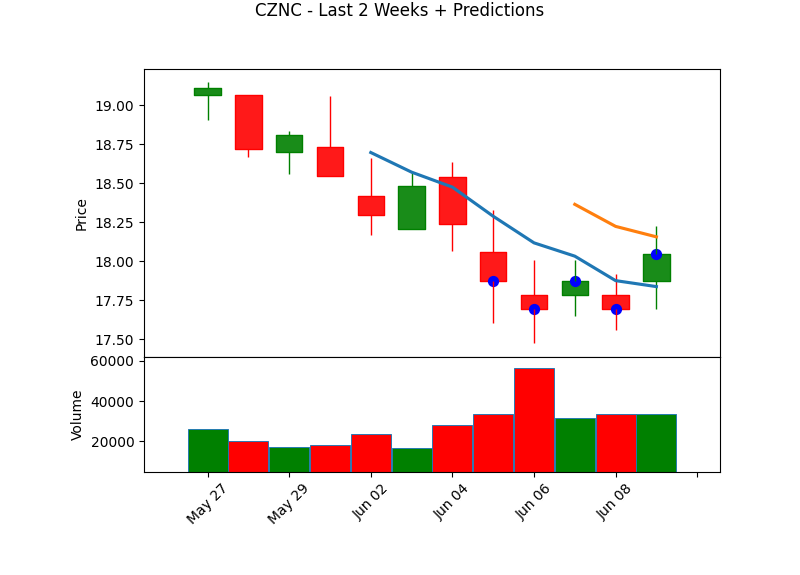 CZNC - Last 2 Weeks + Predictions
19.00
18.75
18.50
18.25
18.00
17.75
17.50
Price
60000
40000
20000
Volume
May 27
May 29
Jun 02
Jun 04
Jun 06
Jun 08